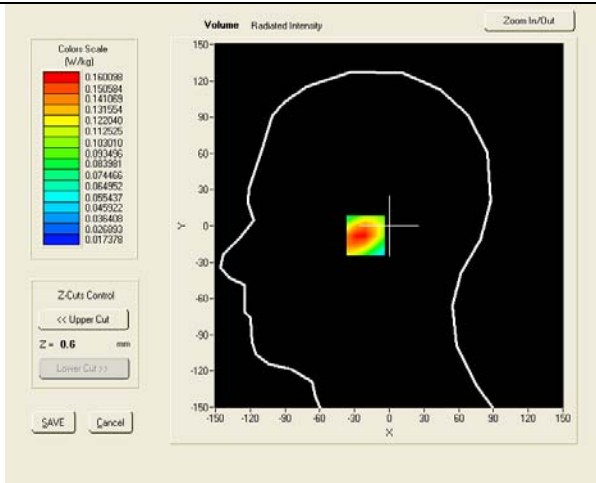 Volume Radiated Intensity
Zoom In/Out
Colors Scale
(W/kg)
0.160098
0.150584
0.141069
0.131554
0.122040
0.112525
0.103010
0.093496
0.083981
0.074466
0.064952
0.055437
0.045922
0.036408
0.026893
0.017378
Z-Cuts Control
<< Upper Cut
Z = 0.6 mm
Lower Cut >>
SAVE Cancel
150
120
90
60
30
0
-30
-60
-90
-120
-150
Y
-150 -120 -90 -60 -30 0 30 60 90 120 150
X